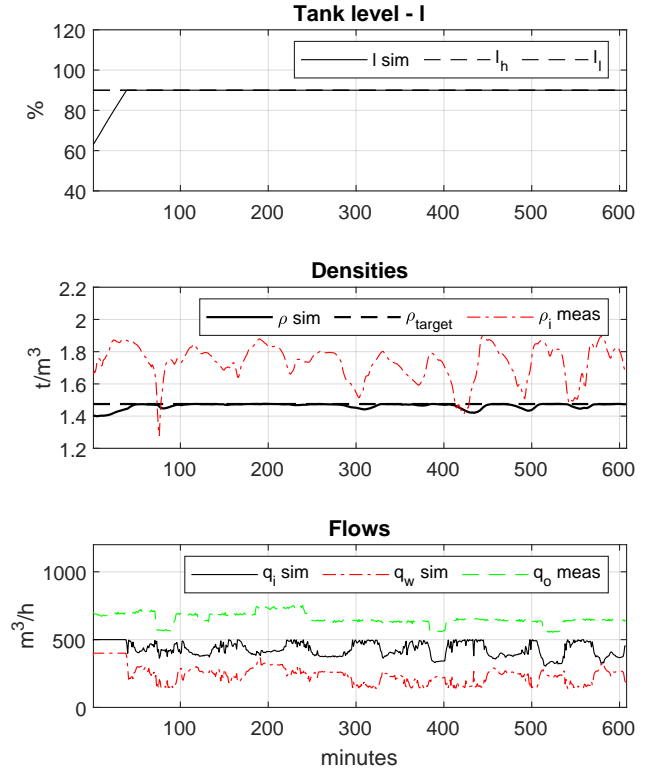 Tank level - l
120
100
80
60
40
%
l sim
l_h
l_l
100
200
300
400
500
600
Densities
2.2
2
1.8
1.6
1.4
1.2
t/m³
ρ sim
ρ_target
ρ_i meas
100
200
300
400
500
600
Flows
1000
500
0
m³/h
q_i sim
q_w sim
q_o meas
100
200
300
400
500
600
minutes